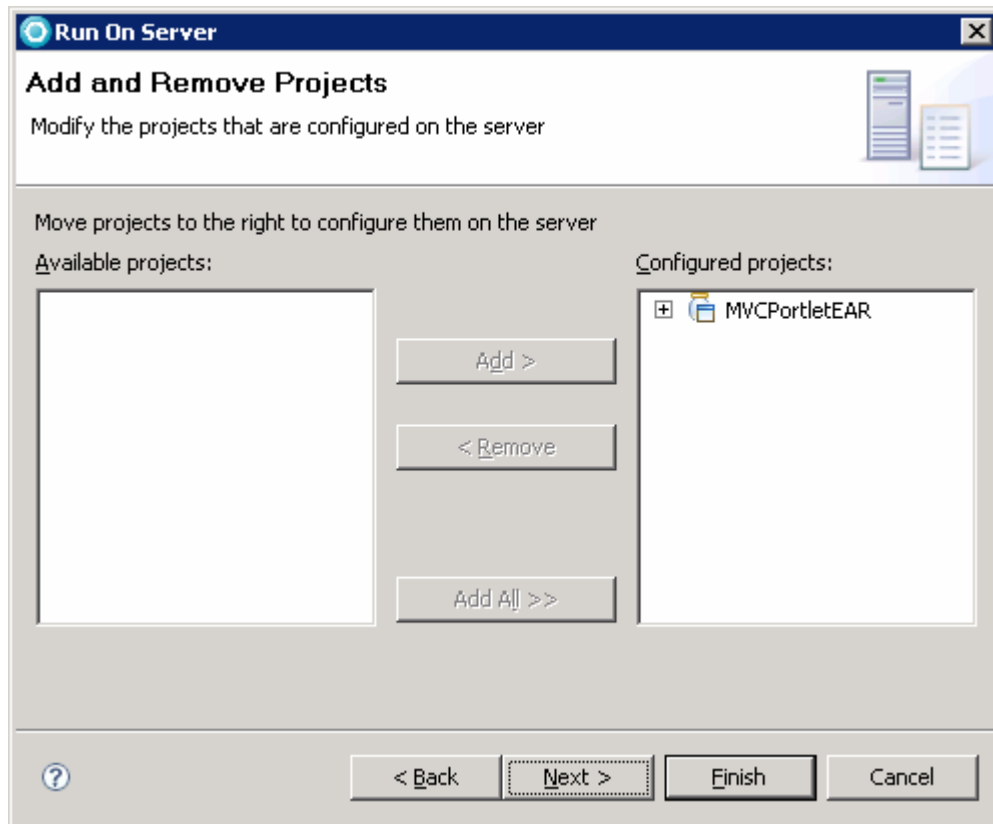 Run On Server
Add and Remove Projects
Modify the projects that are configured on the server
Move projects to the right to configure them on the server
Available projects:
Configured projects:
MVCPortletEAR
Add >
< Remove
Add All >>
< Back
Next >
Finish
Cancel